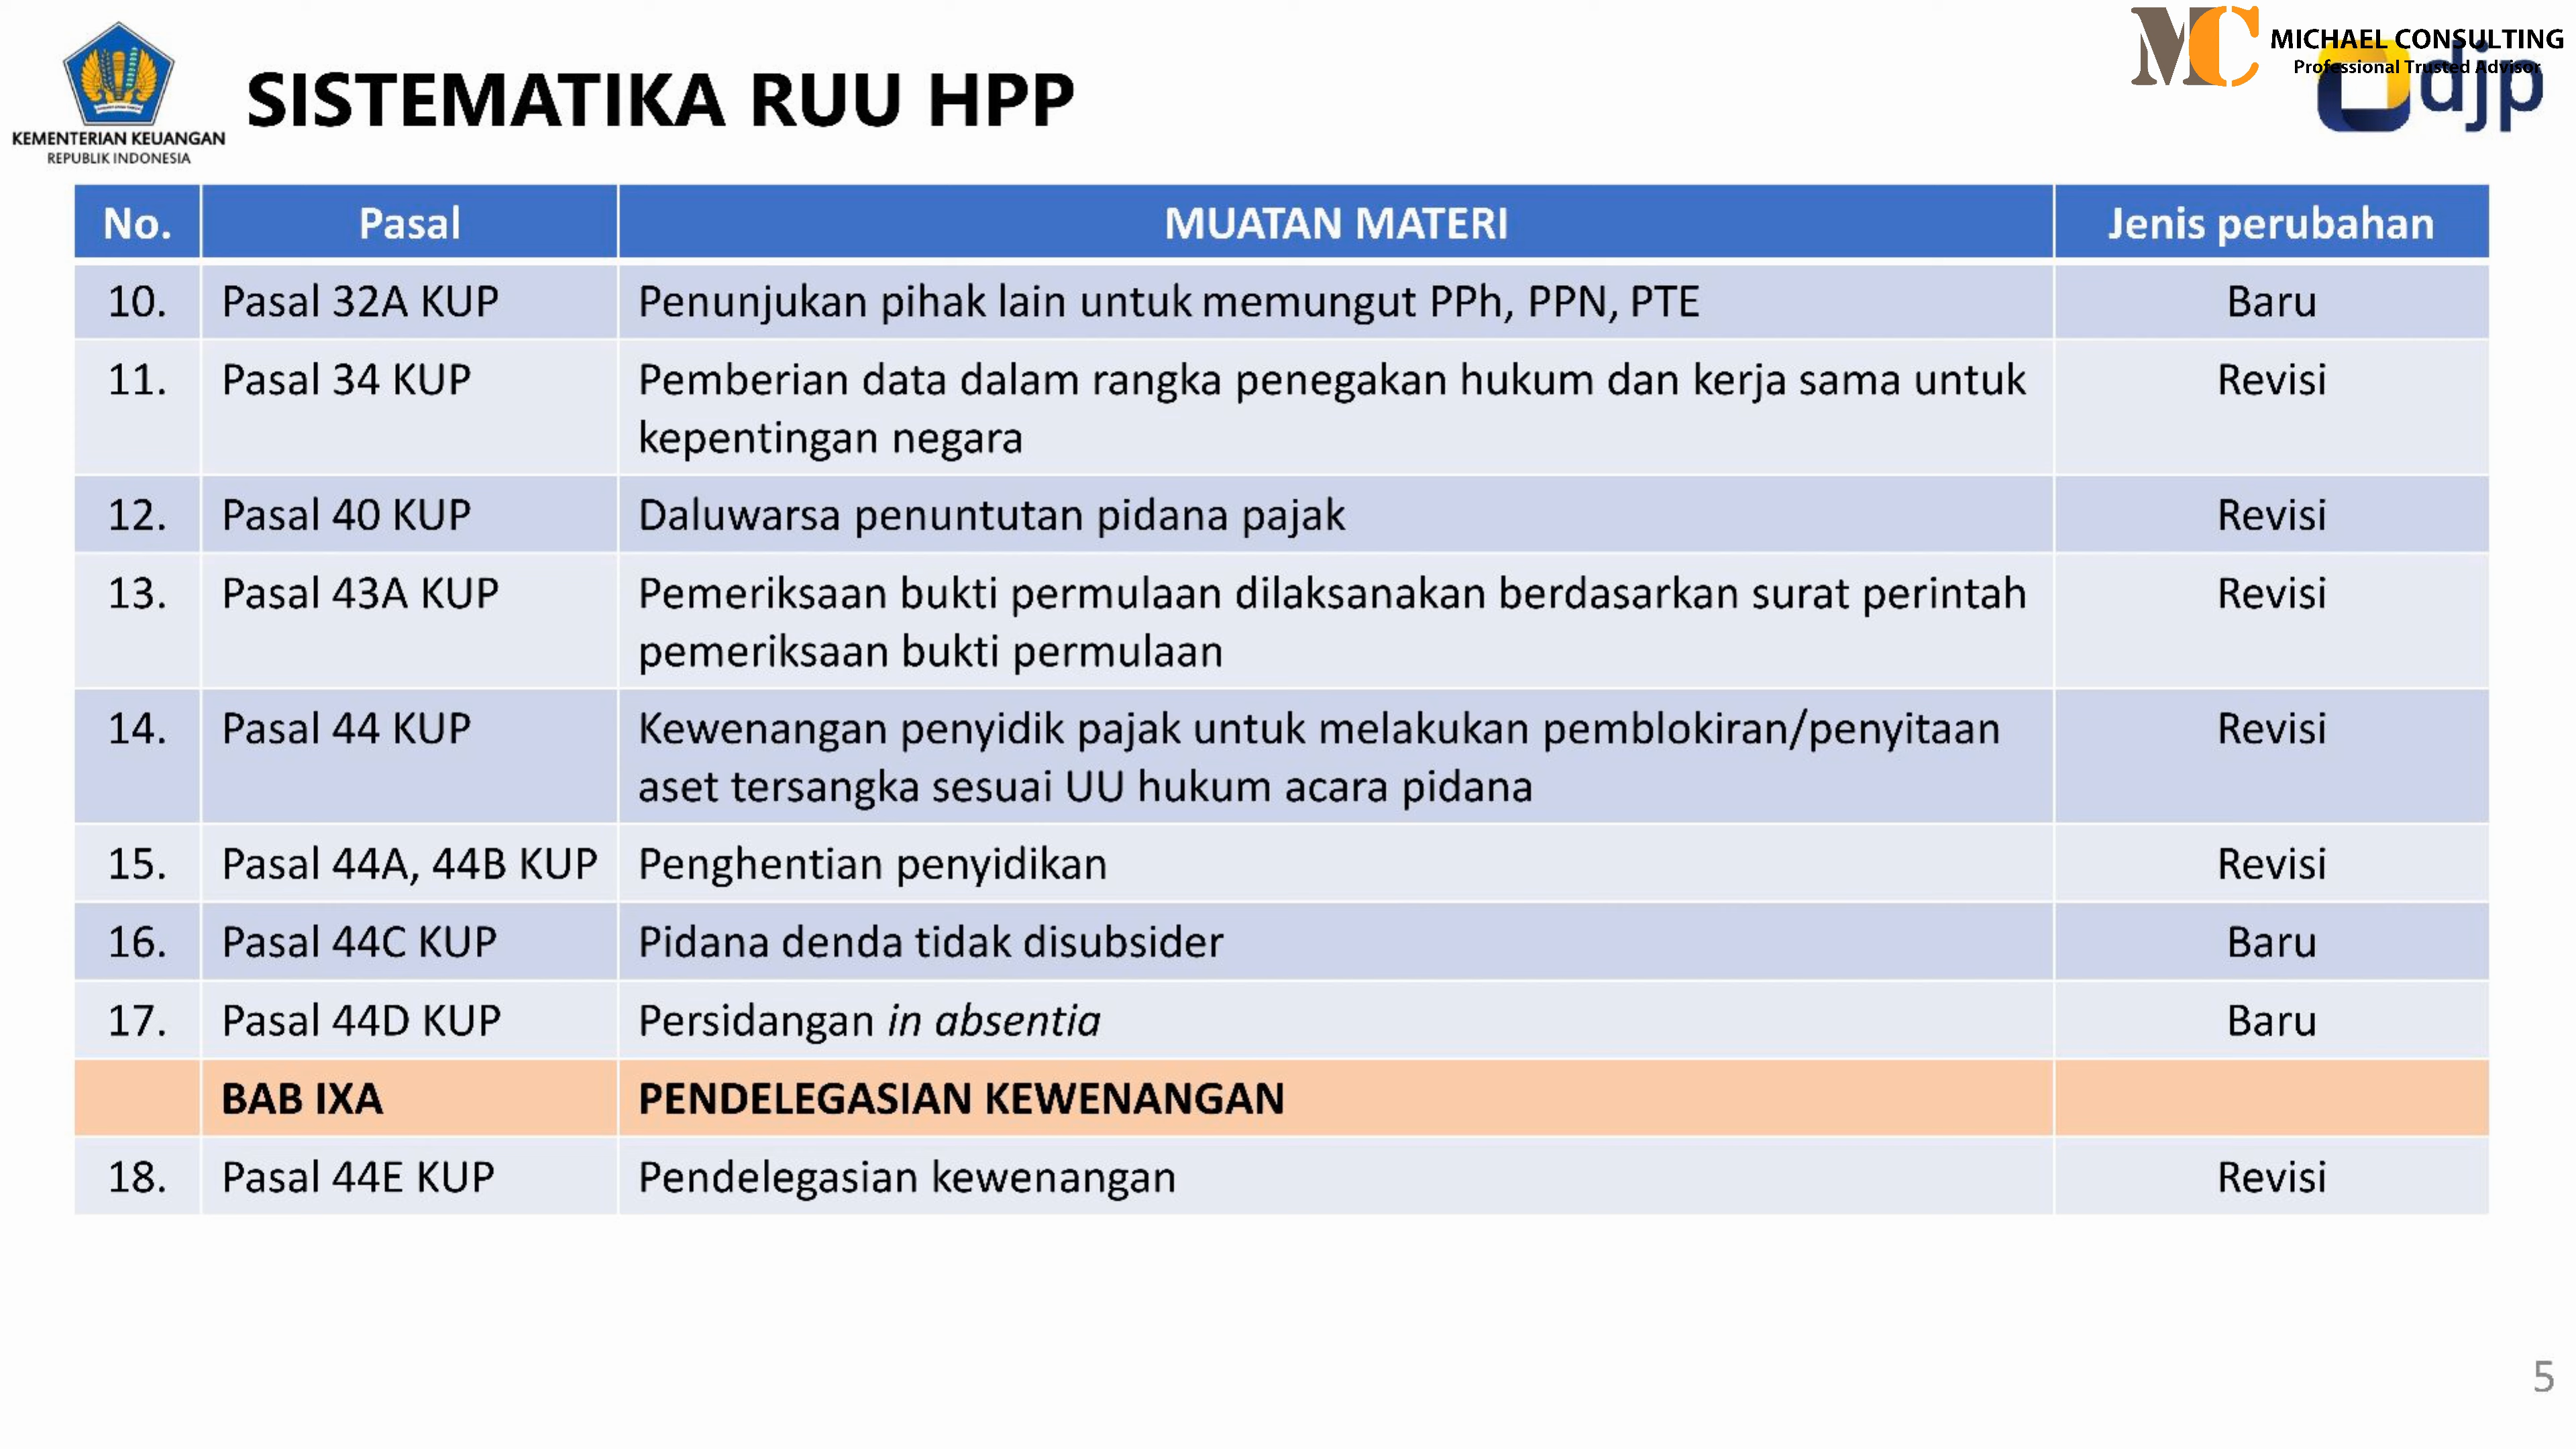 KEMENTERIAN KEUANGAN
REPUBLIK INDONESIA
SISTEMATIKA RUU HPP
MC
MICHAEL CONSULTING
Professional Trusted Advisor
djp
No. Pasal MUATAN MATERI Jenis perubahan
10. Pasal 32A KUP Penunjukan pihak lain untuk memungut PPh, PPN, PTE Baru
11. Pasal 34 KUP Pemberian data dalam rangka penegakan hukum dan kerja sama untuk Revisi
kepentingan negara
12. Pasal 40 KUP Daluwarsa penuntutan pidana pajak Revisi
13. Pasal 43A KUP Pemeriksaan bukti permulaan dilaksanakan berdasarkan surat perintah Revisi
pemeriksaan bukti permulaan
14. Pasal 44 KUP Kewenangan penyidik pajak untuk melakukan pemblokiran/penyitaan Revisi
aset tersangka sesuai UU hukum acara pidana
15. Pasal 44A, 44B KUP Penghentian penyidikan Revisi
16. Pasal 44C KUP Pidana denda tidak disubsider Baru
17. Pasal 44D KUP Persidangan in absentia Baru
BAB IXA PENDELEGASIAN KEWENANGAN
18. Pasal 44E KUP Pendelegasian kewenangan Revisi
5